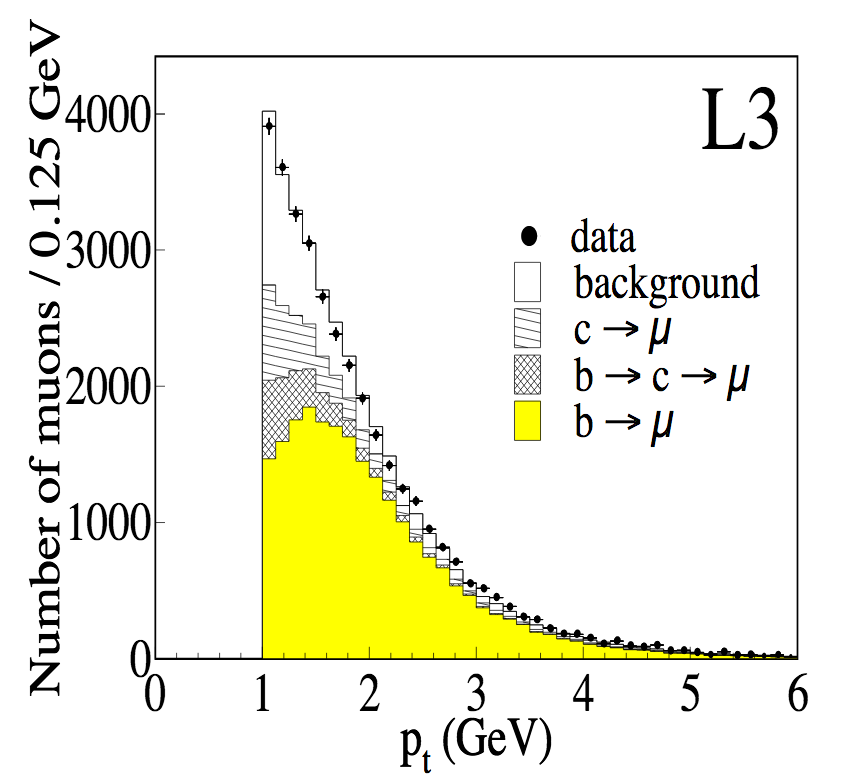 Number of muons / 0.125 GeV
4000
3000
2000
1000
0
L3
data
background
c → μ
b → c → μ
b → μ
0 1 2 3 4 5 6
pt (GeV)